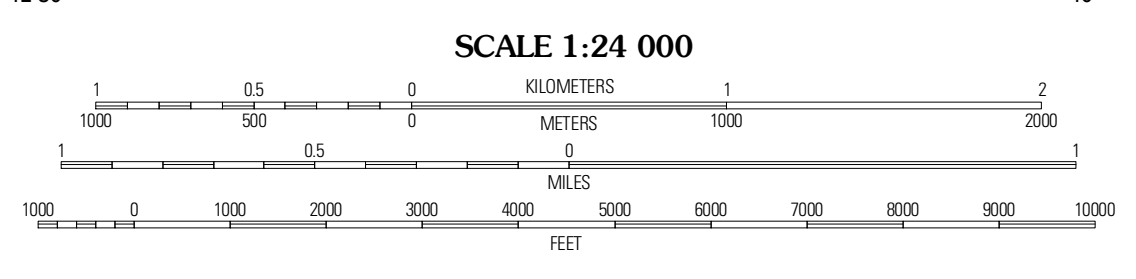 SCALE 1:24 000
1 0.5 0 KILOMETERS 1 2
1000 500 0 METERS 1000 2000
1 0.5 0 1
MILES
1000 0 1000 2000 3000 4000 5000 6000 7000 8000 9000 10000
FEET